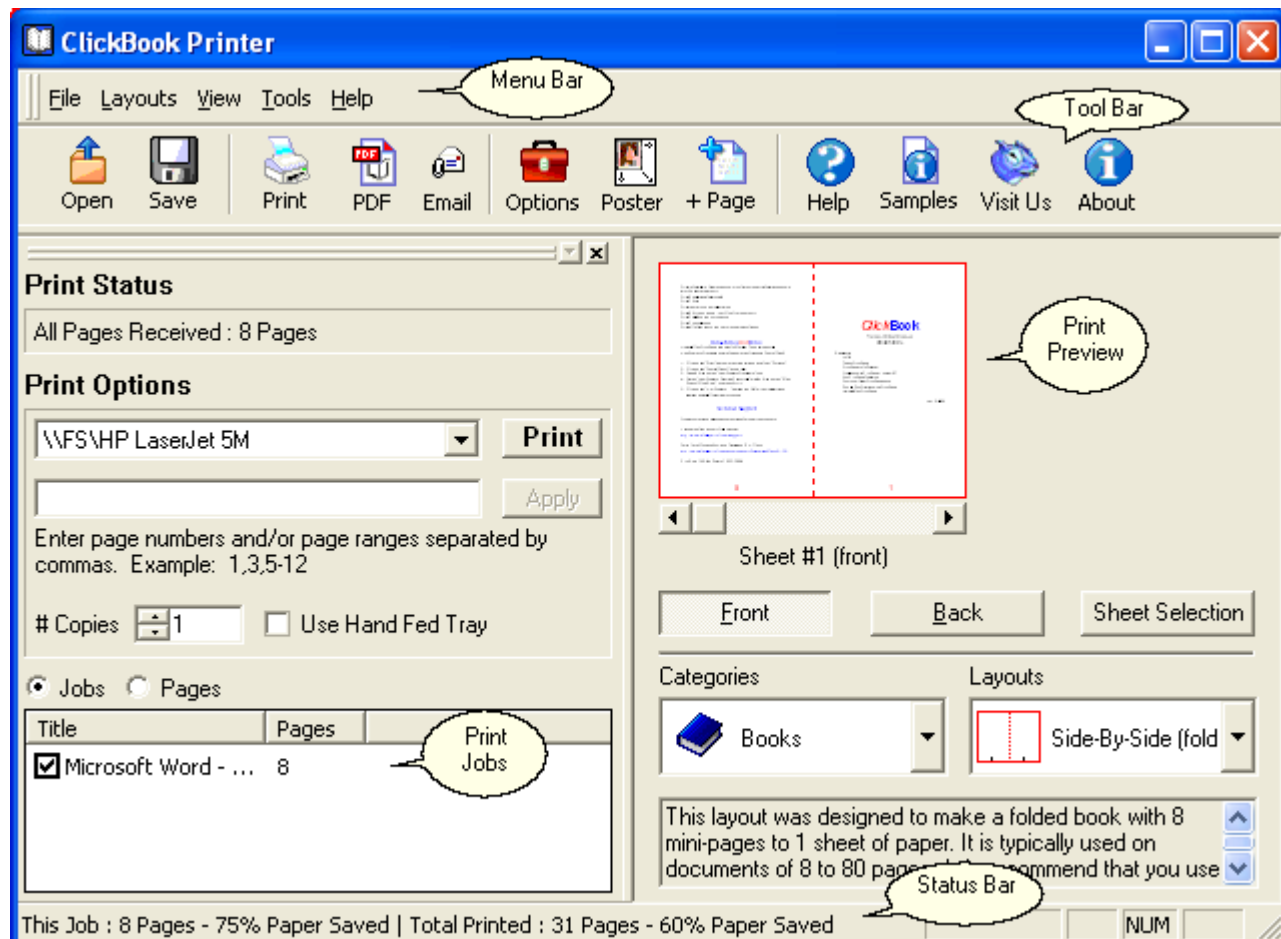 ClickBook Printer
Menu Bar
File Layouts View Tools Help
Tool Bar
Open Save Print PDF Email Options Poster + Page Help Samples Visit Us About
Print Status
All Pages Received : 8 Pages
Print Options
\\FS\HP LaserJet 5M
Print
Apply
Enter page numbers and/or page ranges separated by
commas. Example: 1,3,5-12
# Copies 1 Use Hand Fed Tray
Jobs Pages
Title Pages
Microsoft Word - ... 8
Print
Jobs
ClickBook
8 1
Print
Preview
Sheet #1 (front)
Front Back Sheet Selection
Categories Layouts
Books Side-By-Side (fold
This layout was designed to make a folded book with 8
mini-pages to 1 sheet of paper. It is typically used on
documents of 8 to 80 pages commend that you use
Status Bar
This Job : 8 Pages - 75% Paper Saved | Total Printed : 31 Pages - 60% Paper Saved
NUM